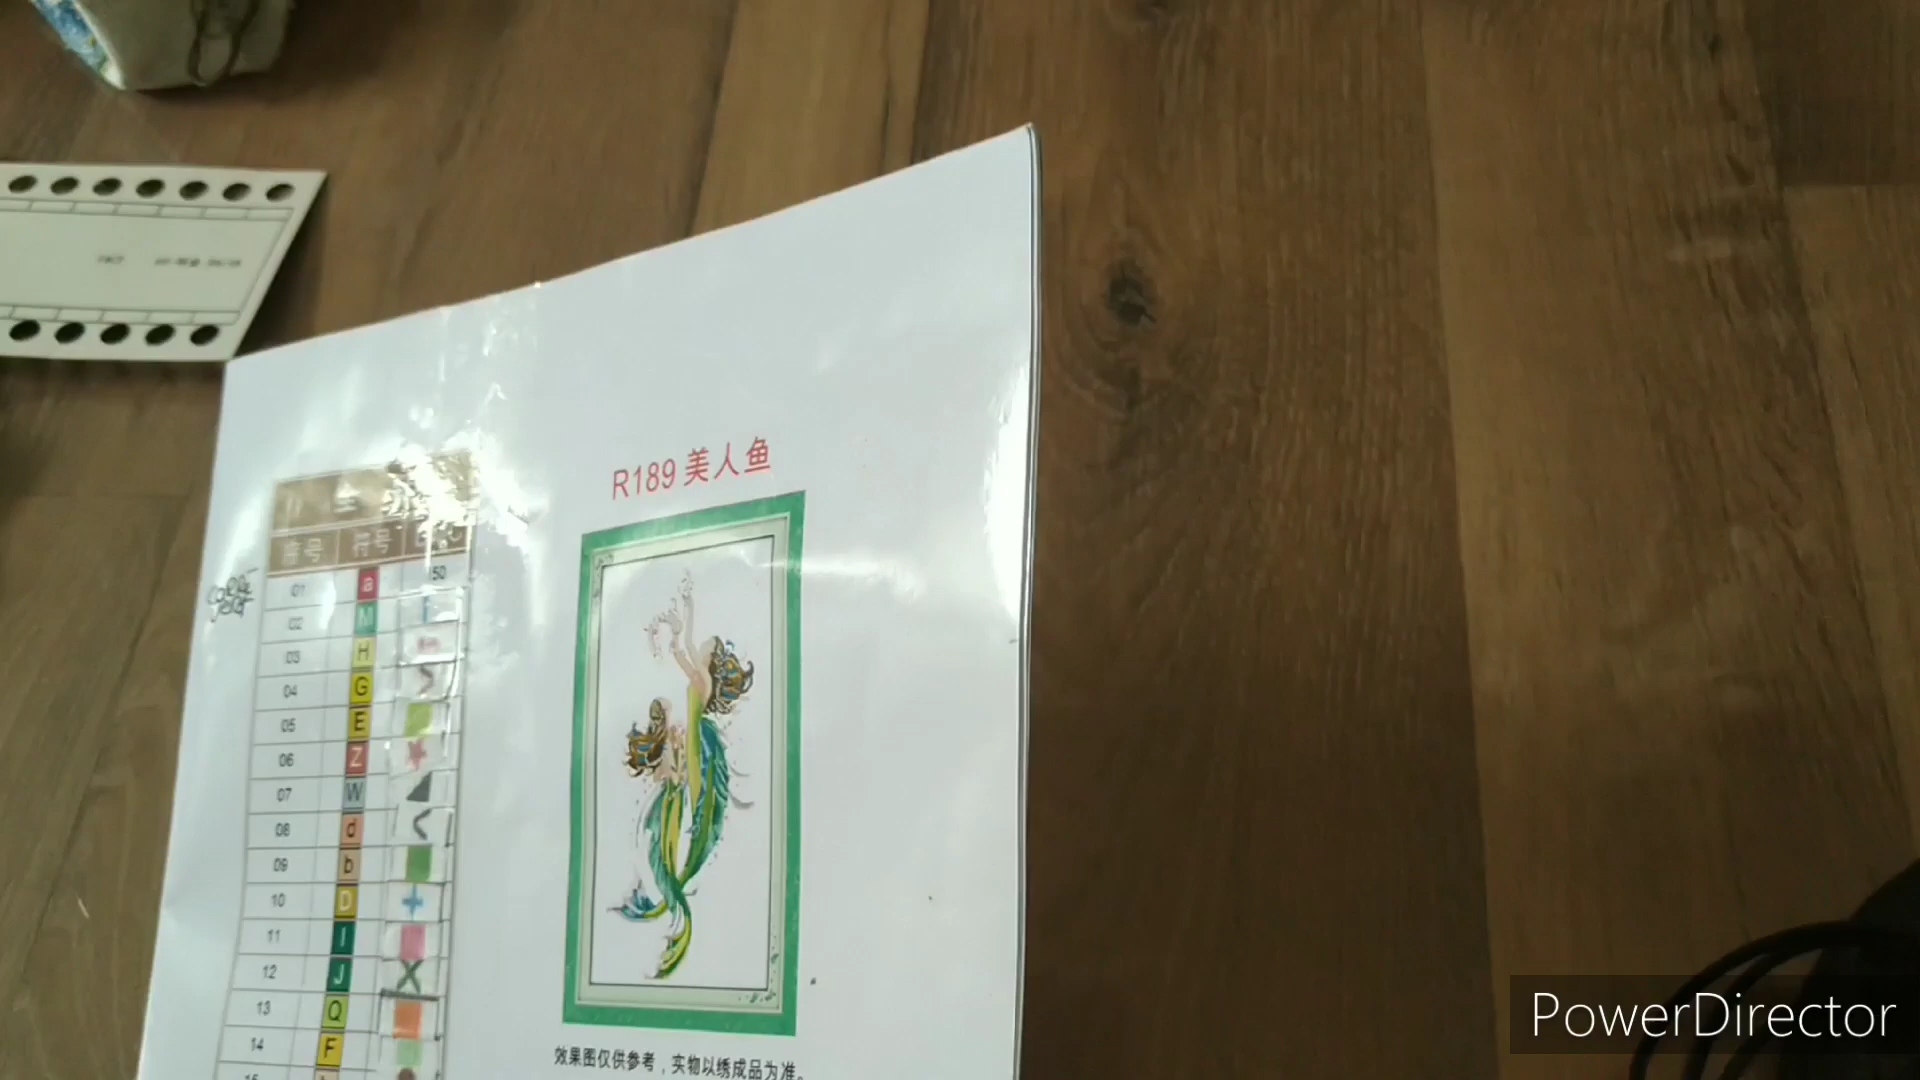 R189 美人鱼
符号
01 a 50
02 M
03 H
04 G
05 E
06 Z
07 W
08 d
09 b
10 D
11 I
12 J
13 Q
14 F
15
效果图仅供参考，实物以绣成品为准。
PowerDirector